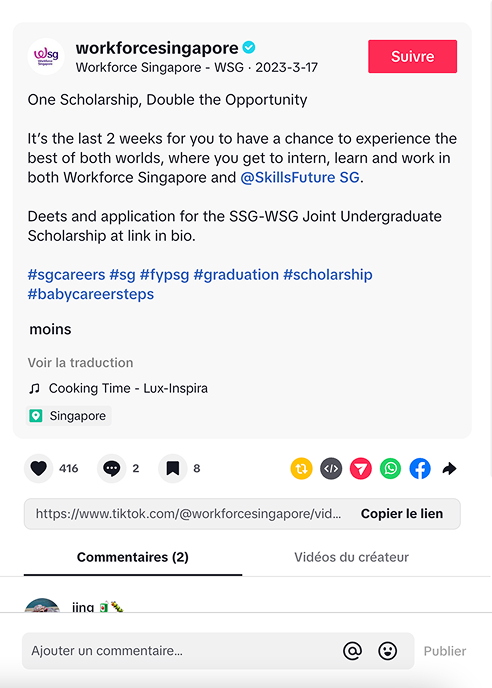 wsg
workforcesingapore
Workforce Singapore - WSG · 2023-3-17
Suivre
One Scholarship, Double the Opportunity
It’s the last 2 weeks for you to have a chance to experience the
best of both worlds, where you get to intern, learn and work in
both Workforce Singapore and @SkillsFuture SG.
Deets and application for the SSG-WSG Joint Undergraduate
Scholarship at link in bio.
#sgcareers #sg #fypsg #graduation #scholarship
#babycareersteps
moins
Voir la traduction
Cooking Time - Lux-Inspira
Singapore
416
2
8
https://www.tiktok.com/@workforcesingapore/vid...
Copier le lien
Commentaires (2)
Vidéos du créateur
jing
Ajouter un commentaire...
Publier